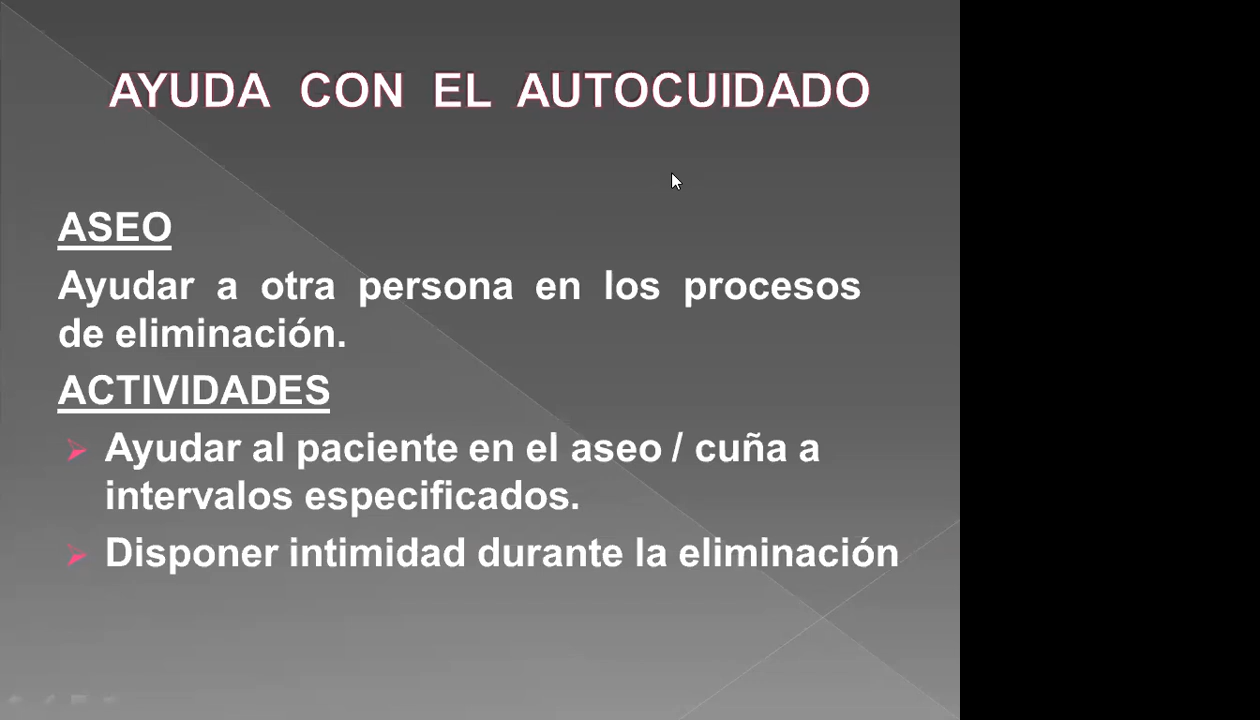 AYUDA CON EL AUTOCUIDADO
ASEO
Ayudar a otra persona en los procesos
de eliminación.
ACTIVIDADES
Ayudar al paciente en el aseo / cuña a
intervalos especificados.
Disponer intimidad durante la eliminación